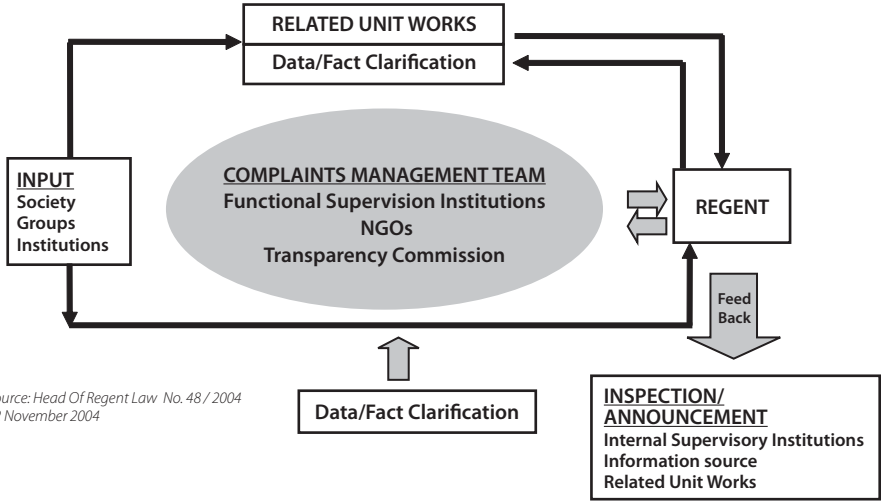 RELATED UNIT WORKS
Data/Fact Clarification
INPUT
Society
Groups
Institutions
COMPLAINTS MANAGEMENT TEAM
Functional Supervision Institutions
NGOs
Transparency Commission
REGENT
Feed
Back
ource: Head Of Regent Law No. 48 / 2004
November 2004
Data/Fact Clarification
INSPECTION/
ANNOUNCEMENT
Internal Supervisory Institutions
Information source
Related Unit Works